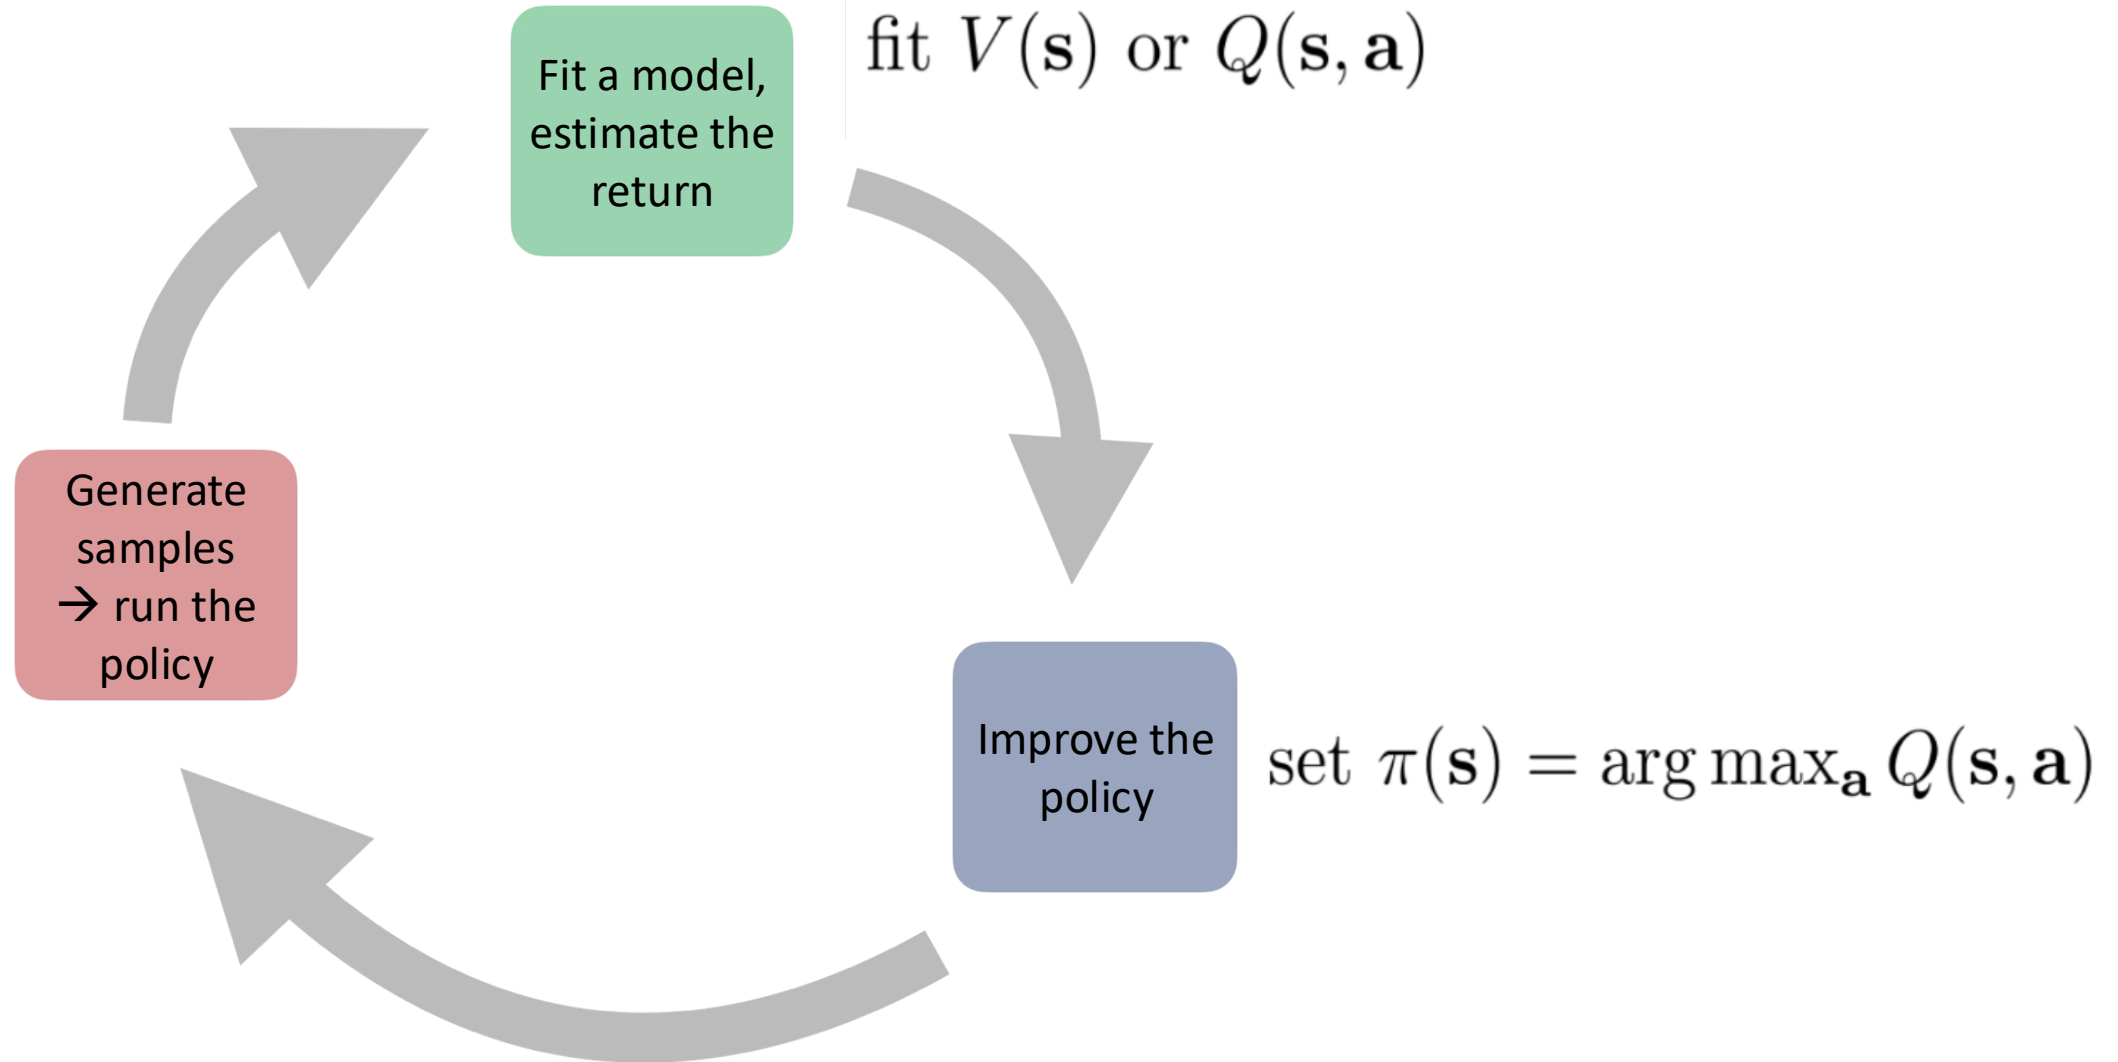 Fit a model,
estimate the
return
fit V(s) or Q(s, a)
Generate
samples
→ run the
policy
Improve the
policy
set π(s) = arg maxₐ Q(s, a)